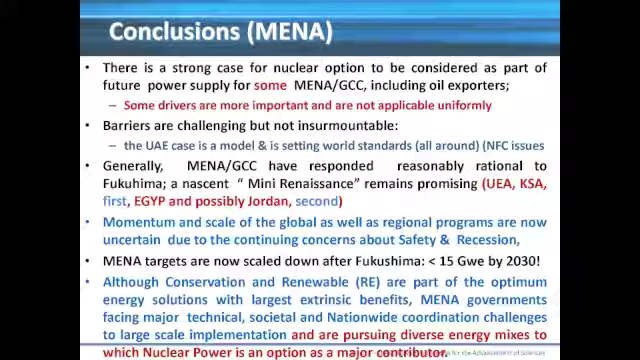 Conclusions (MENA)
• There is a strong case for nuclear option to be considered as part of
future power supply for some MENA/GCC, including oil exporters;
– Some drivers are more important and are not applicable uniformly
• Barriers are challenging but not insurmountable:
– the UAE case is a model & is setting world standards (all around) (NFC issues
• Generally, MENA/GCC have responded reasonably rational to
Fukuhima; a nascent “ Mini Renaissance” remains promising (UEA, KSA,
first, EGYP and possibly Jordan, second)
• Momentum and scale of the global as well as regional programs are now
uncertain due to the continuing concerns about Safety & Recession,
• MENA targets are now scaled down after Fukushima: < 15 Gwe by 2030!
• Although Conservation and Renewable (RE) are part of the optimum
energy solutions with largest extrinsic benefits, MENA governments
facing major technical, societal and Nationwide coordination challenges
to large scale implementation and are pursuing diverse energy mixes to
which Nuclear Power is an option as a major contributor.
for the Advancement of Sciences